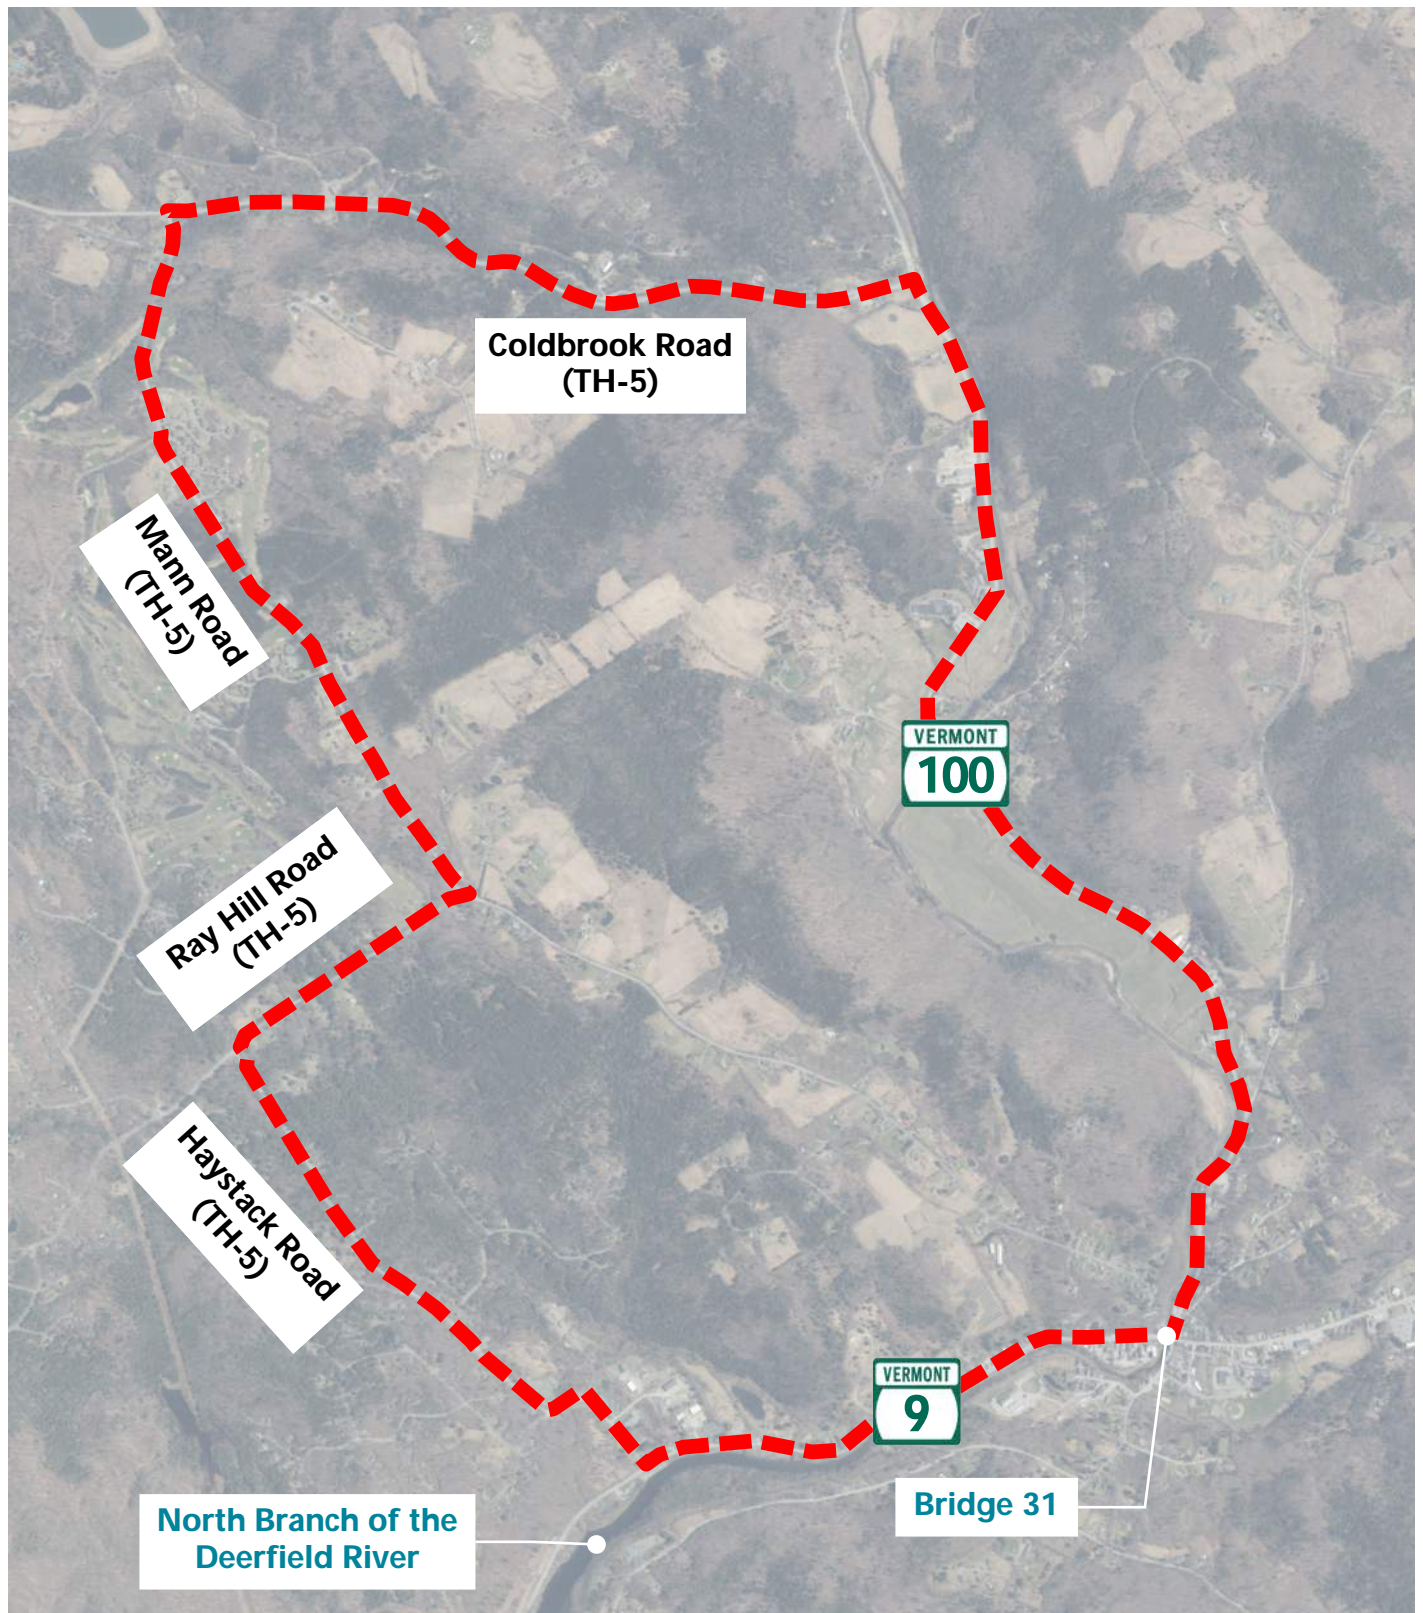 Coldbrook Road
(TH-5)
Mann Road
(TH-5)
VERMONT
100
Ray Hill Road
(TH-5)
Haystack Road
(TH-5)
VERMONT
9
Bridge 31
North Branch of the
Deerfield River